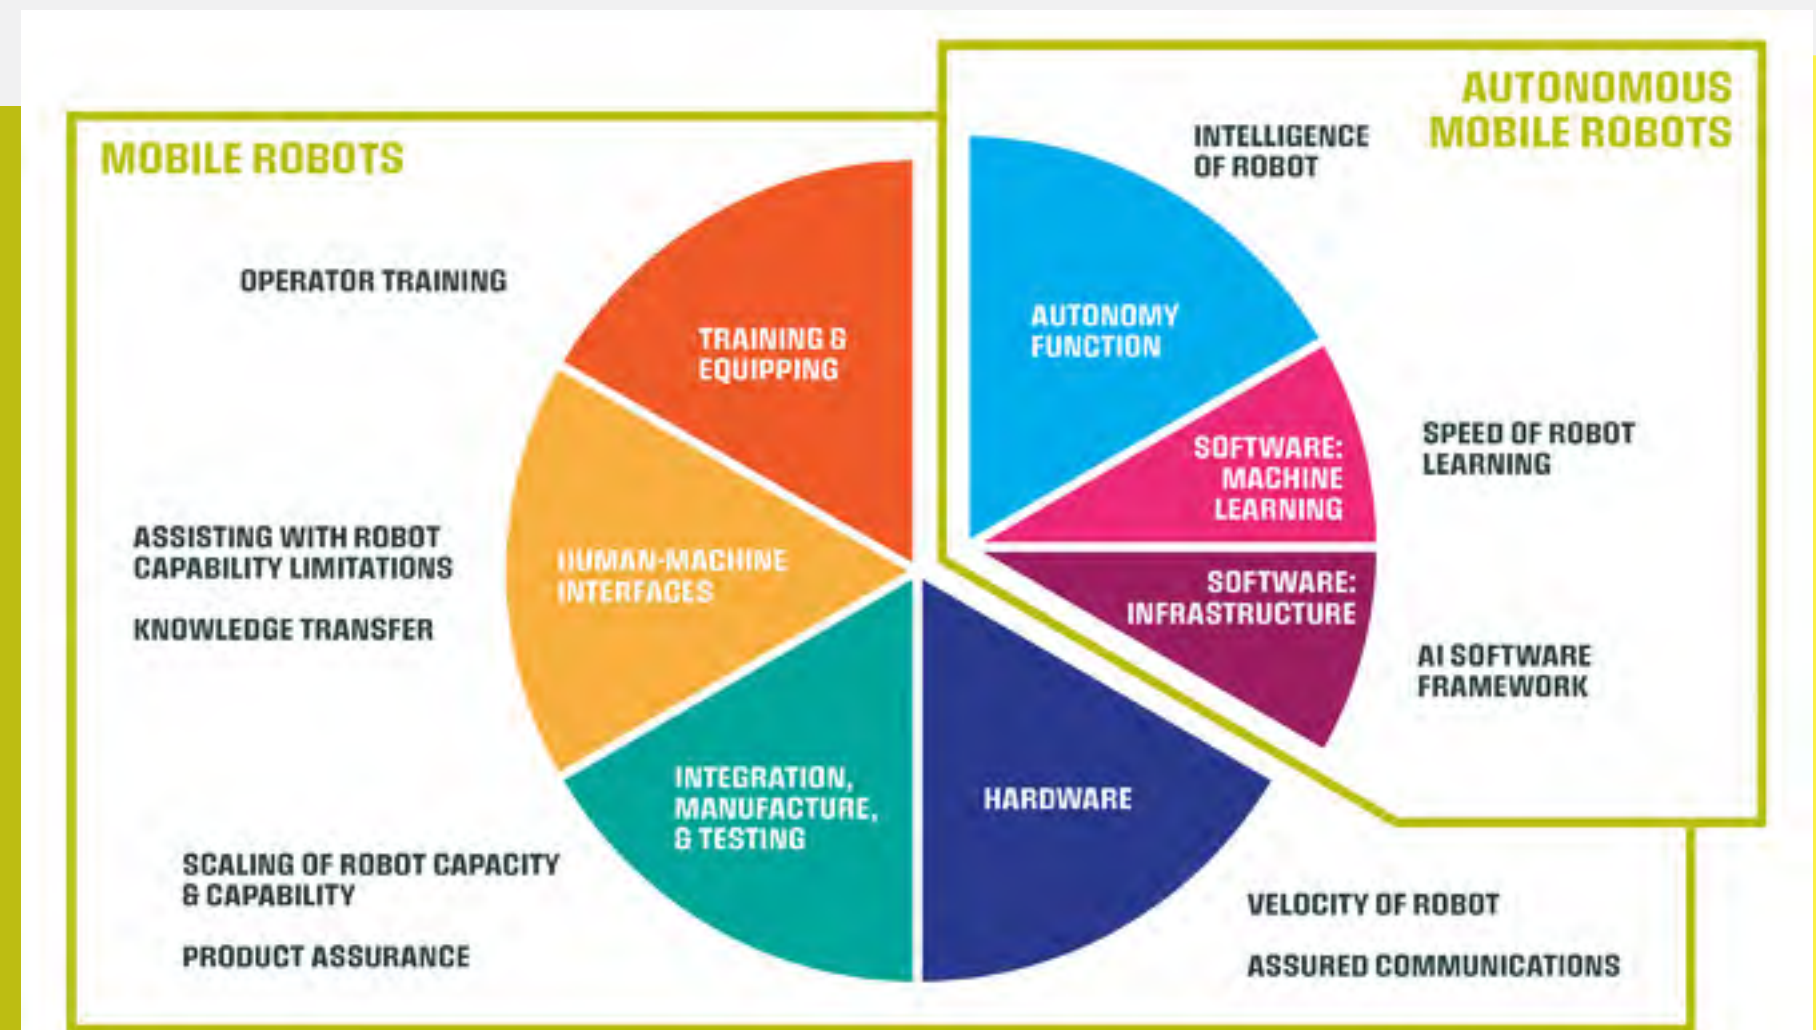 AUTONOMOUS
MOBILE ROBOTS
INTELLIGENCE
OF ROBOT
MOBILE ROBOTS
OPERATOR TRAINING
TRAINING &
EQUIPPING
AUTONOMY
FUNCTION
SOFTWARE:
MACHINE
LEARNING
SPEED OF ROBOT
LEARNING
ASSISTING WITH ROBOT
CAPABILITY LIMITATIONS
KNOWLEDGE TRANSFER
HUMAN-MACHINE
INTERFACES
SOFTWARE:
INFRASTRUCTURE
AI SOFTWARE
FRAMEWORK
INTEGRATION,
MANUFACTURE,
& TESTING
HARDWARE
SCALING OF ROBOT CAPACITY
& CAPABILITY
PRODUCT ASSURANCE
VELOCITY OF ROBOT
ASSURED COMMUNICATIONS